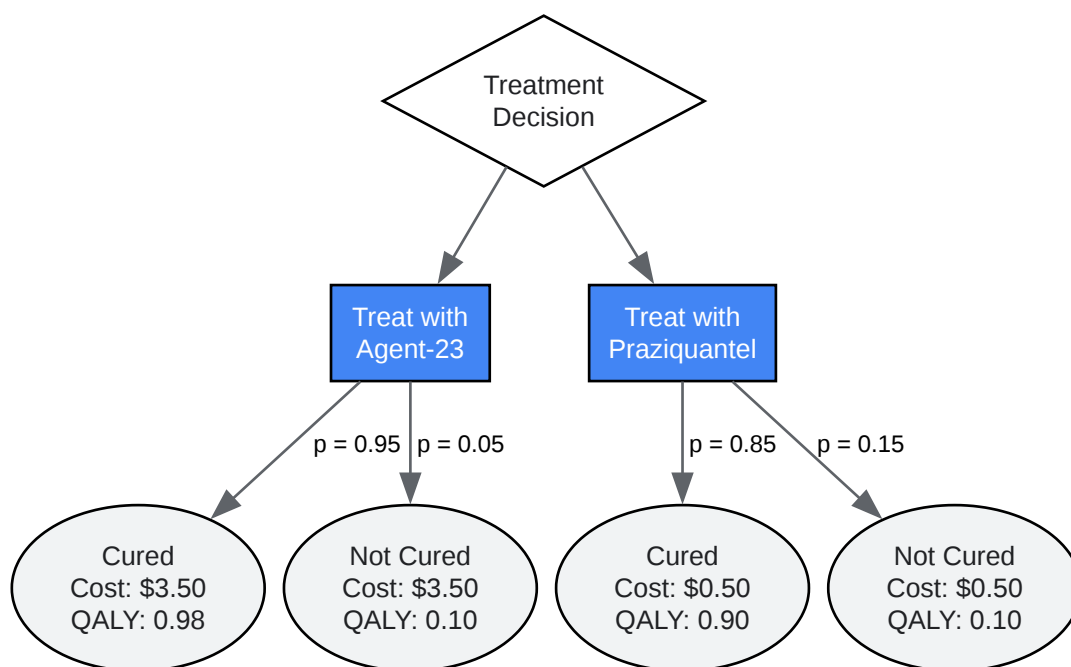 Treatment
Decision
Treat with
Agent-23
Treat with
Praziquantel
p = 0.95
p = 0.05
p = 0.85
p = 0.15
Cured
Cost: $3.50
QALY: 0.98
Not Cured
Cost: $3.50
QALY: 0.10
Cured
Cost: $0.50
QALY: 0.90
Not Cured
Cost: $0.50
QALY: 0.10